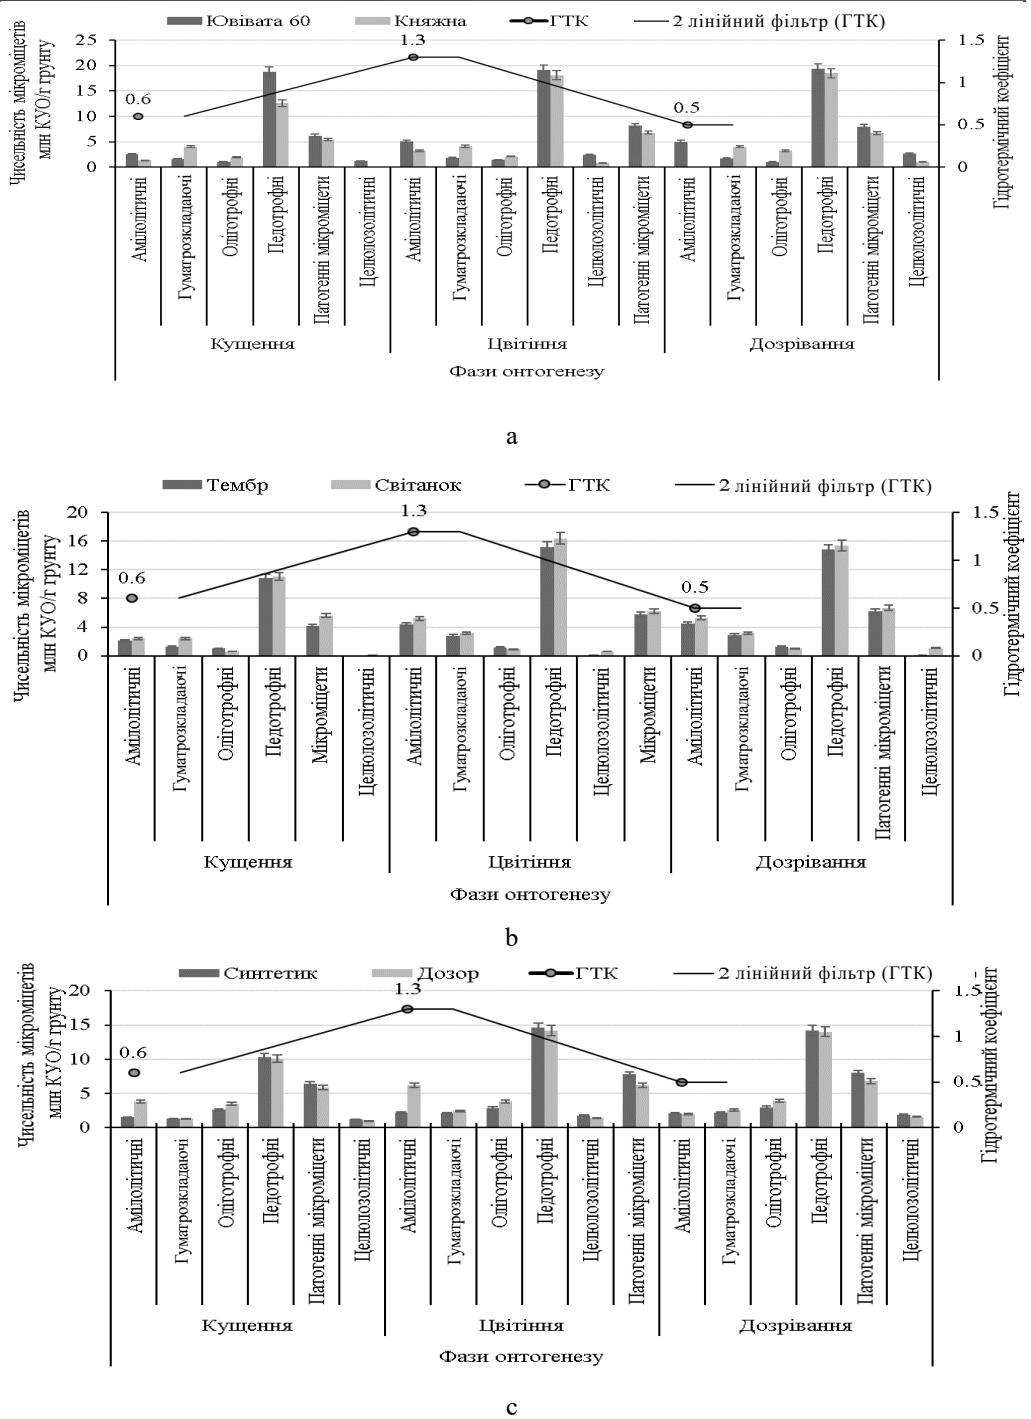 Ювівата 60 Княжна ГТК 2 лінійний фільтр (ГТК)
Чисельність мікроміцетів
млн КУО/г грунту
25
20
15
10
5
0
0.6
1.3
0.5
1.5
1
0.5
0
Гідротермічний коефіцієнт
Амілолітичні
Гуматрозкладаючі
Оліготрофні
Педотрофні
Патогенні мікроміцети
Целюлозолітичні
Амілолітичні
Гуматрозкладаючі
Оліготрофні
Педотрофні
Целюлозолітичні
Патогенні мікроміцети
Амілолітичні
Гуматрозкладаючі
Оліготрофні
Педотрофні
Патогенні мікроміцети
Целюлозолітичні
Кущення Цвітіння Дозрівання
Фази онтогенезу
a
Тембр Світанок ГТК 2 лінійний фільтр (ГТК)
Чисельність мікроміцетів
млн КУО/г грунту
20
16
12
8
4
0
0.6
1.3
0.5
1.5
1
0.5
0
Гідротермічний коефіцієнт
Амілолітичні
Гуматрозкладаючі
Оліготрофні
Педотрофні
Мікроміцети
Целюлозолітичні
Амілолітичні
Гуматрозкладаючі
Оліготрофні
Педотрофні
Целюлозолітичні
Мікроміцети
Амілолітичні
Гуматрозкладаючі
Оліготрофні
Педотрофні
Патогенні мікроміцети
Целюлозолітичні
Кущення Цвітіння Дозрівання
Фази онтогенезу
b
Синтетик Дозор ГТК 2 лінійний фільтр (ГТК)
Чисельність мікроміцетів
млн КУО/г грунту
20
15
10
5
0
0.6
1.3
1.5
1
0.5
0
Гідротермічний коефіцієнт
Амілолітичні
Гуматрозкладаючі
Оліготрофні
Педотрофні
Патогенні мікроміцети
Целюлозолітичні
Амілолітичні
Гуматрозкладаючі
Оліготрофні
Педотрофні
Целюлозолітичні
Патогенні мікроміцети
Амілолітичні
Гуматрозкладаючі
Оліготрофні
Педотрофні
Патогенні мікроміцети
Целюлозолітичні
Кущення Цвітіння Дозрівання
Фази онтогенезу
c